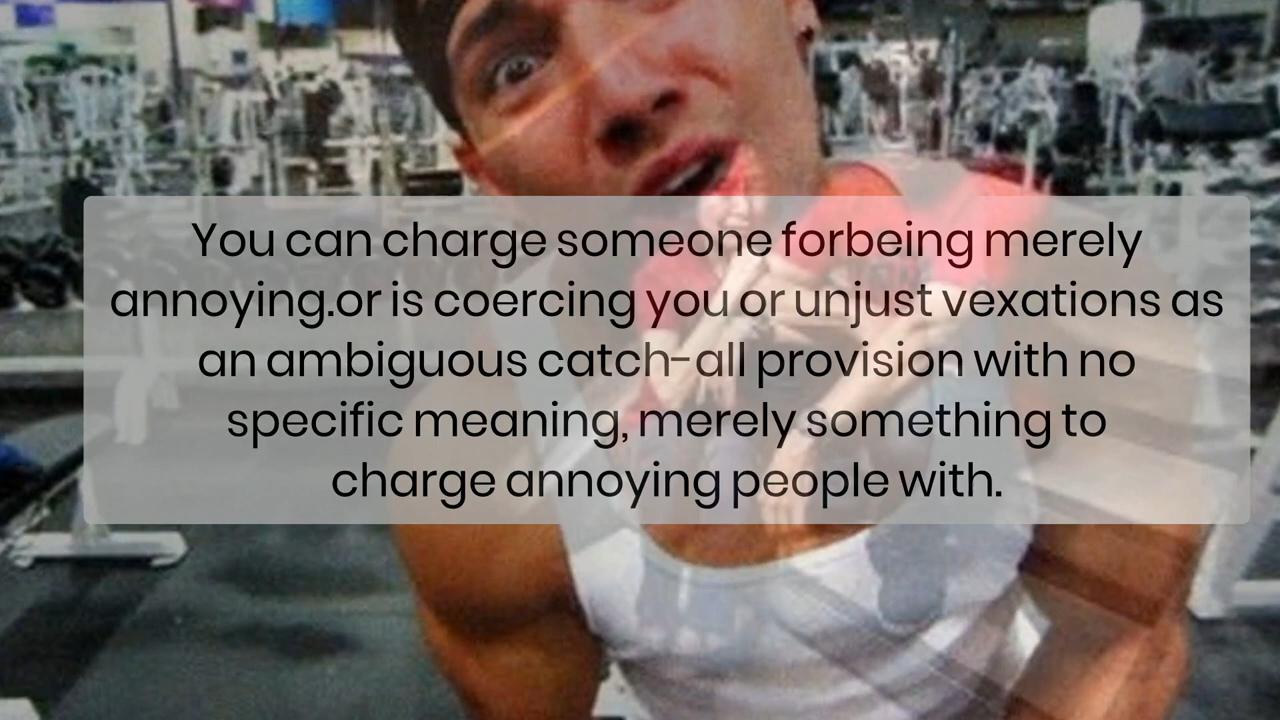 You can charge someone forbeing merely
annoying.or is coercing you or unjust vexations as
an ambiguous catch-all provision with no
specific meaning, merely something to
charge annoying people with.